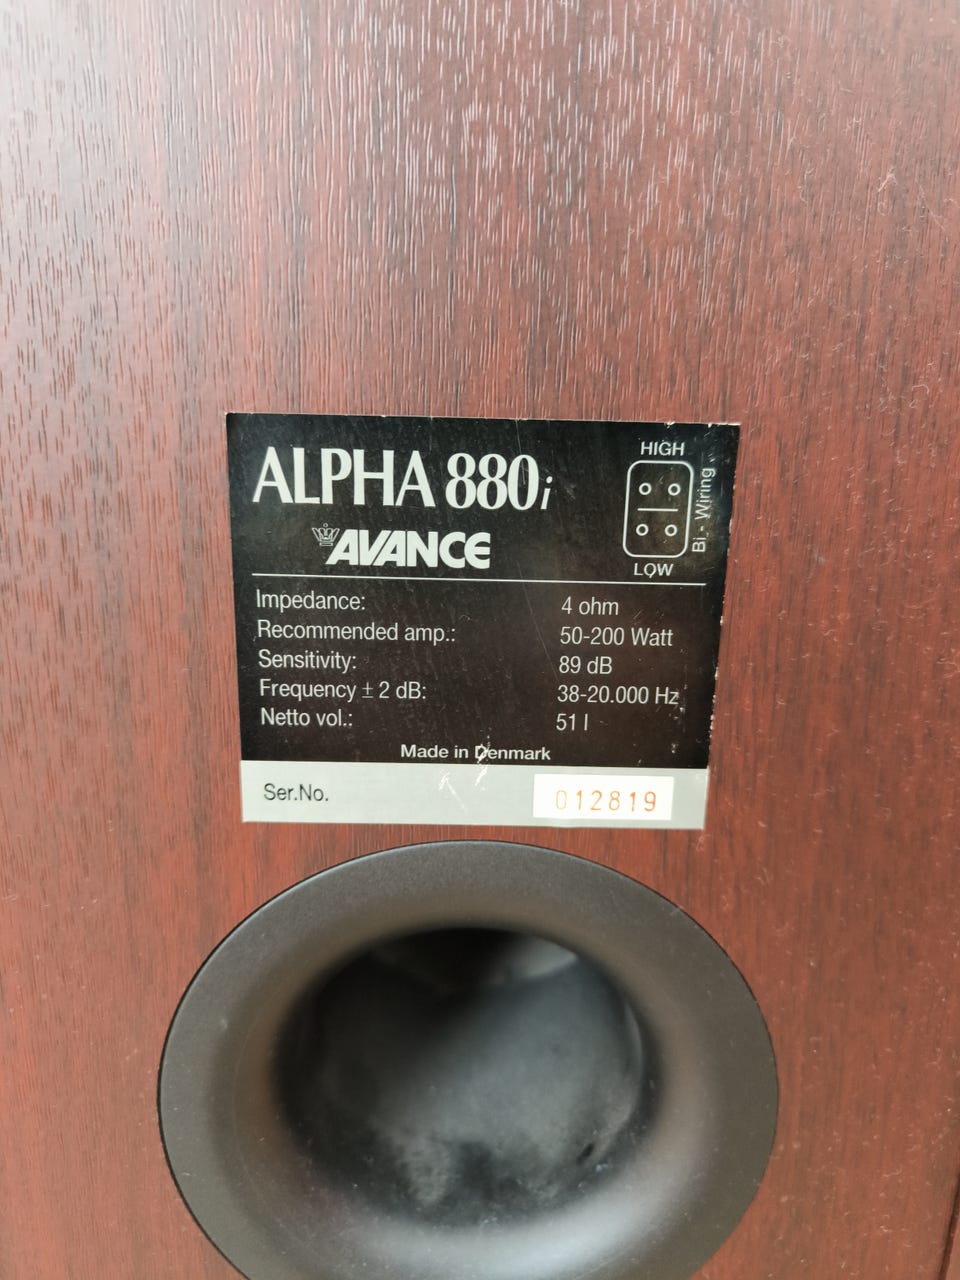 ALPHA 880i
AVANCE
HIGH
Bi - Wiring
LOW
Impedance: 4 ohm
Recommended amp.: 50-200 Watt
Sensitivity: 89 dB
Frequency ± 2 dB: 38-20.000 Hz
Netto vol.: 51 l
Made in Denmark
Ser.No. 012819